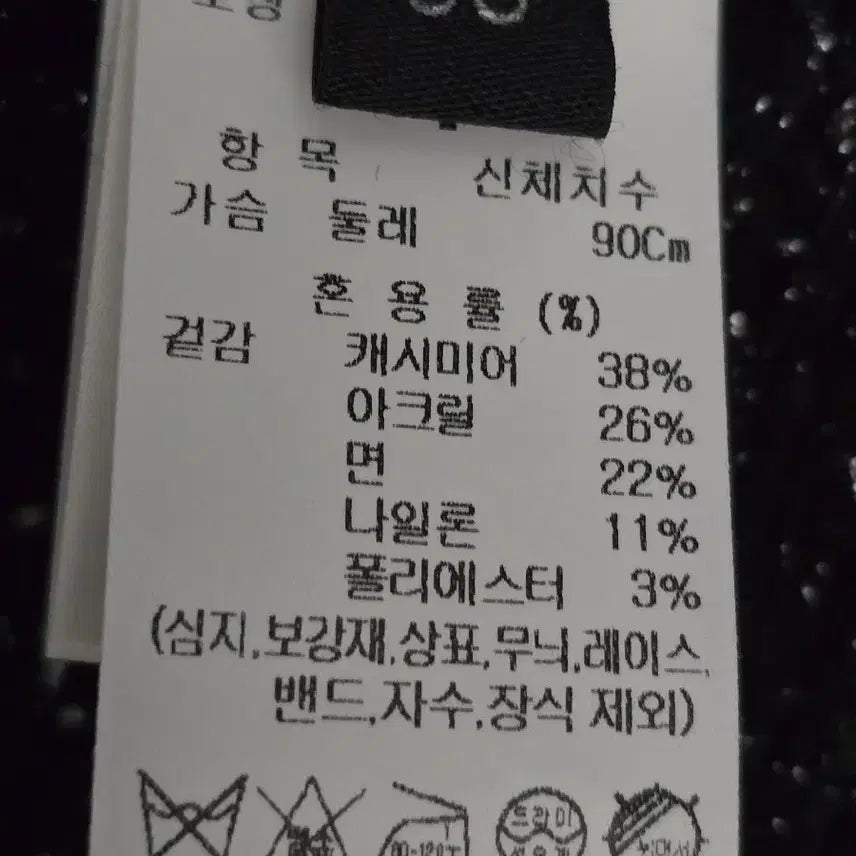 항 목 신체치수
가슴 둘레 90Cm
혼 용 률 (%)
겉감 캐시미어 38%
아크릴 26%
면 22%
나일론 11%
폴리에스터 3%
(심지,보강재,상표,무늬,레이스,
밴드,자수,장식 제외)
드라이